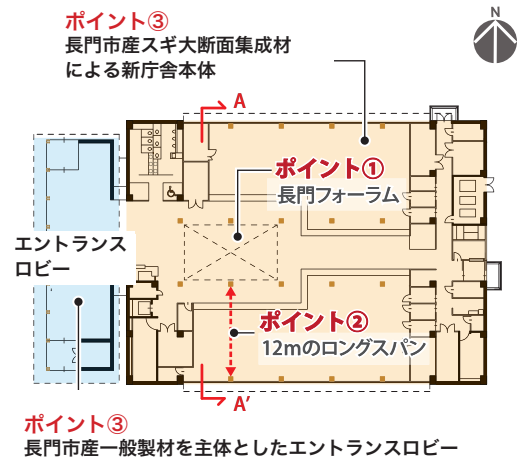 ポイント③
長門市産スギ大断面集成材
による新庁舎本体
N
A
ポイント①
長門フォーラム
エントランス
ロビー
ポイント②
12mのロングスパン
A’
ポイント③
長門市産一般製材を主体としたエントランスロビー